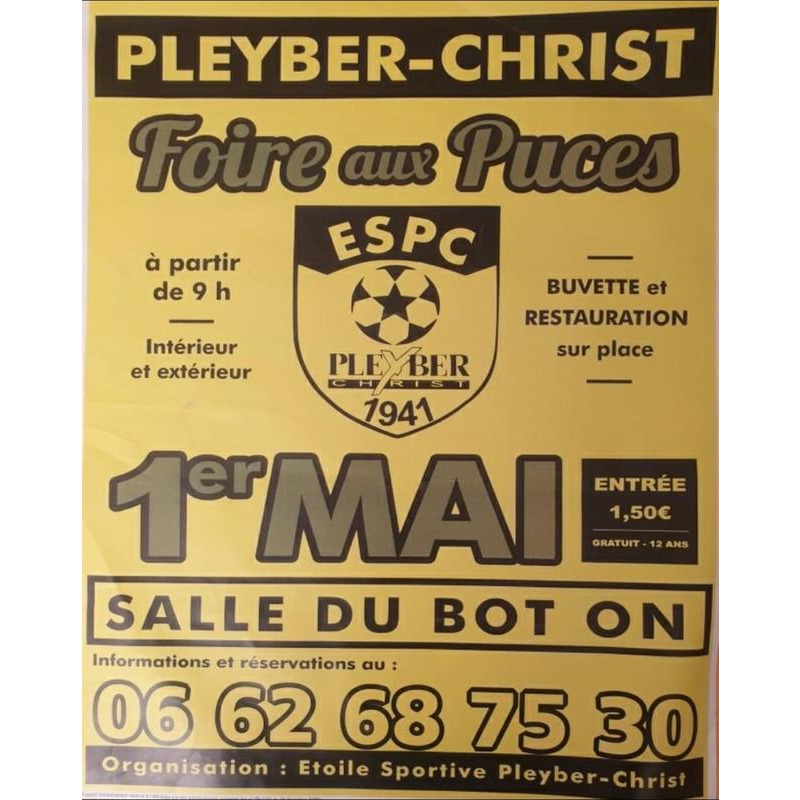 PLEYBER-CHRIST
Foire aux Puces
à partir
de 9 h
Intérieur
et extérieur
ESPC
PLEYBER
CHRIST
1941
BUVETTE et
RESTAURATION
sur place
1er MAI
ENTRÉE
1,50€
GRATUIT - 12 ANS
SALLE DU BOT ON
Informations et réservations au :
06 62 68 75 30
Organisation : Etoile Sportive Pleyber-Christ